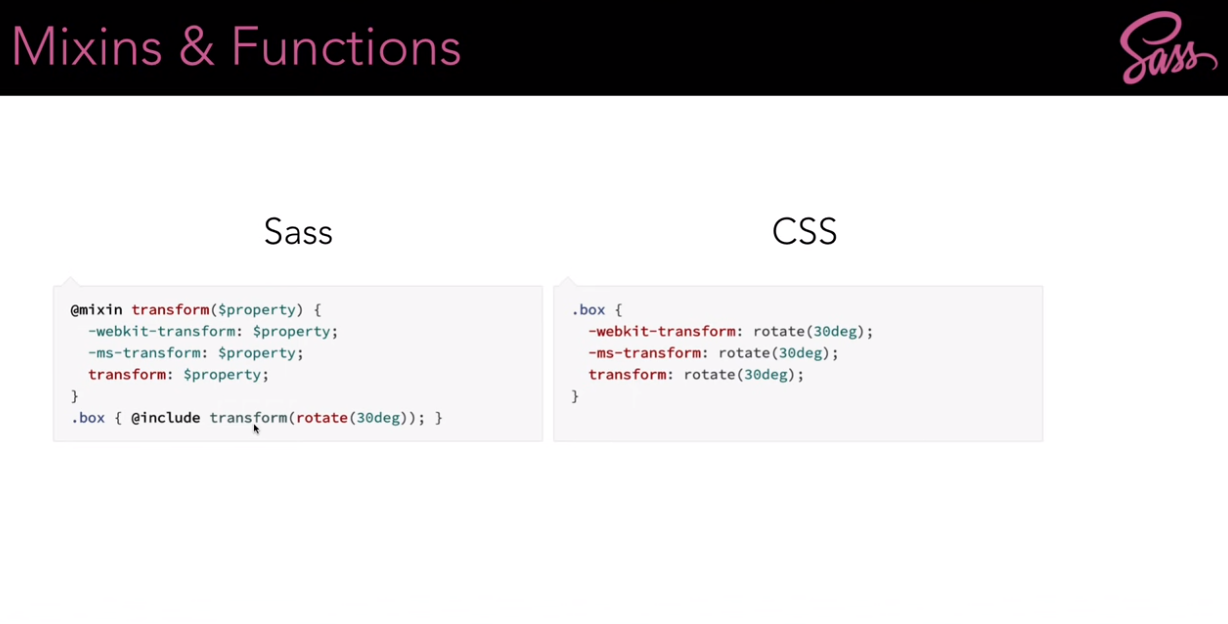 Mixins & Functions
Sass
Sass
CSS
@mixin transform($property) {
  -webkit-transform: $property;
  -ms-transform: $property;
  transform: $property;
}
.box { @include transform(rotate(30deg)); }
.box {
  -webkit-transform: rotate(30deg);
  -ms-transform: rotate(30deg);
  transform: rotate(30deg);
}